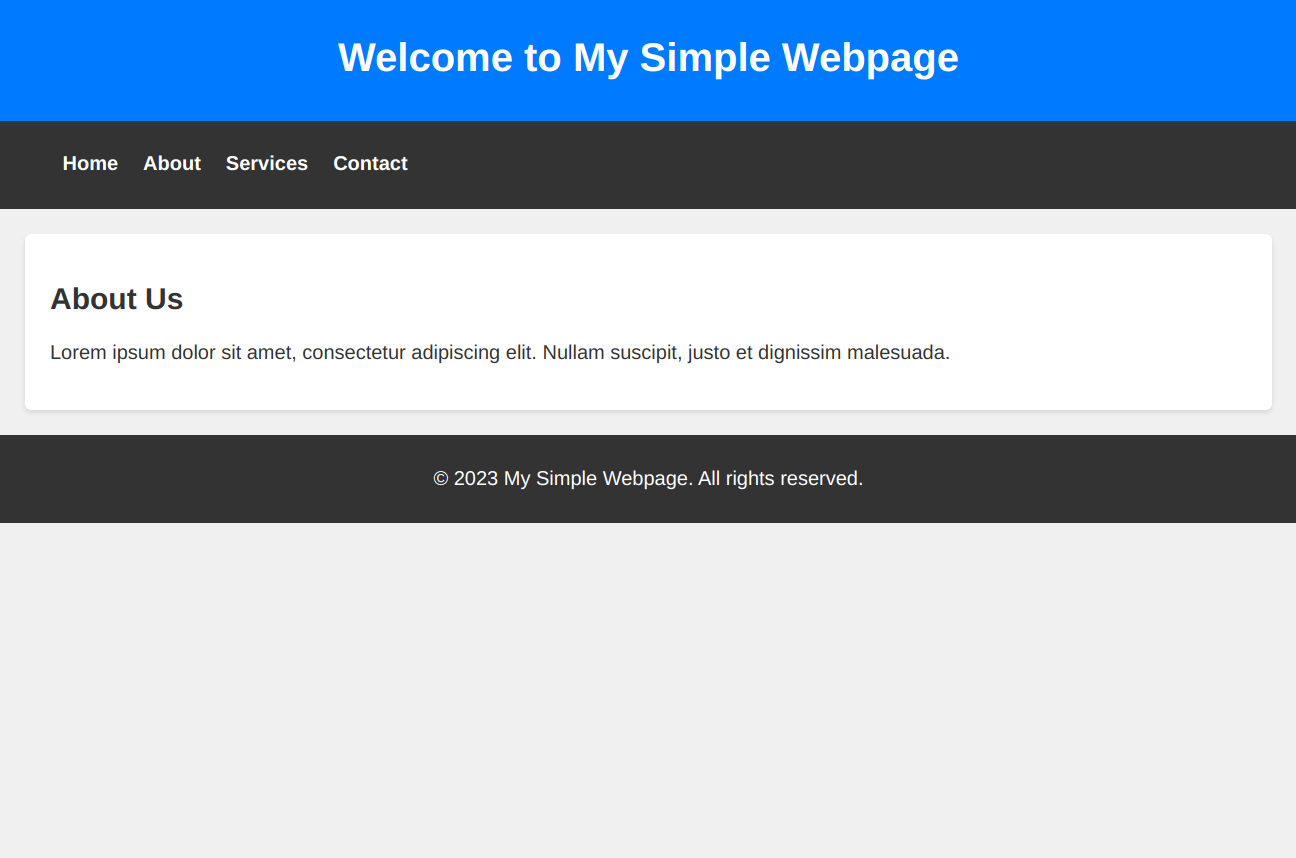 Welcome to My Simple Webpage
Home About Services Contact
About Us
Lorem ipsum dolor sit amet, consectetur adipiscing elit. Nullam suscipit, justo et dignissim malesuada.
© 2023 My Simple Webpage. All rights reserved.